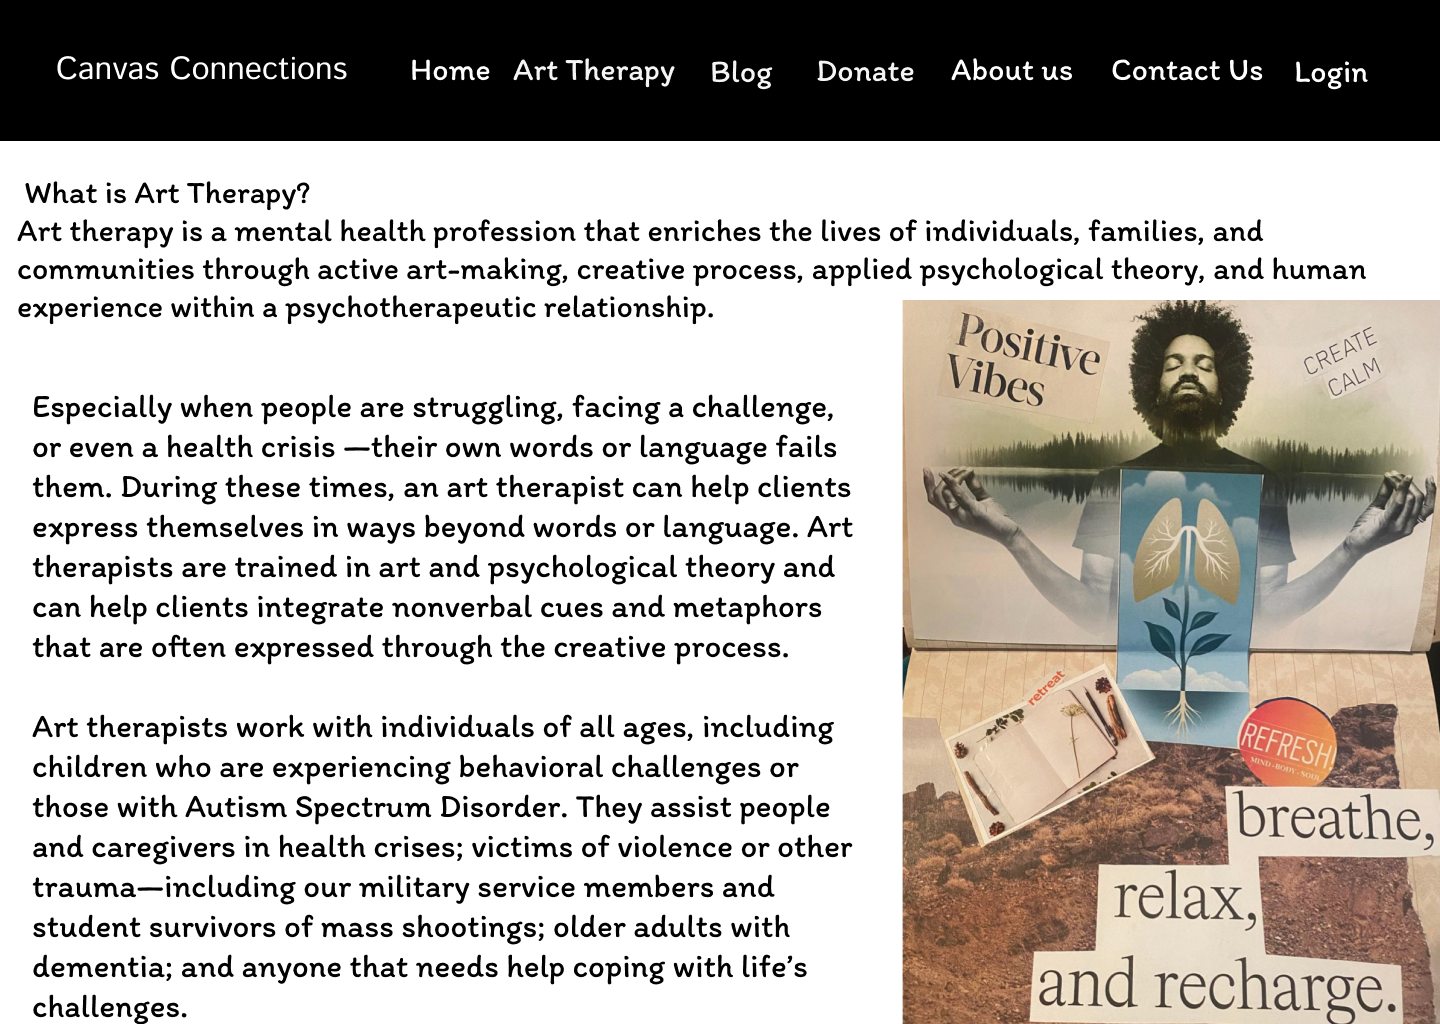 Canvas Connections Home Art Therapy Blog Donate About us Contact Us Login
What is Art Therapy?
Art therapy is a mental health profession that enriches the lives of individuals, families, and
communities through active art-making, creative process, applied psychological theory, and human
experience within a psychotherapeutic relationship.
Especially when people are struggling, facing a challenge,
or even a health crisis —their own words or language fails
them. During these times, an art therapist can help clients
express themselves in ways beyond words or language. Art
therapists are trained in art and psychological theory and
can help clients integrate nonverbal cues and metaphors
that are often expressed through the creative process.
Art therapists work with individuals of all ages, including
children who are experiencing behavioral challenges or
those with Autism Spectrum Disorder. They assist people
and caregivers in health crises; victims of violence or other
trauma—including our military service members and
student survivors of mass shootings; older adults with
dementia; and anyone that needs help coping with life’s
challenges.
Positive
Vibes
CREATE
CALM
retreat
REFRESH!
MIND·BODY·SOUL
breathe,
relax,
and recharge.